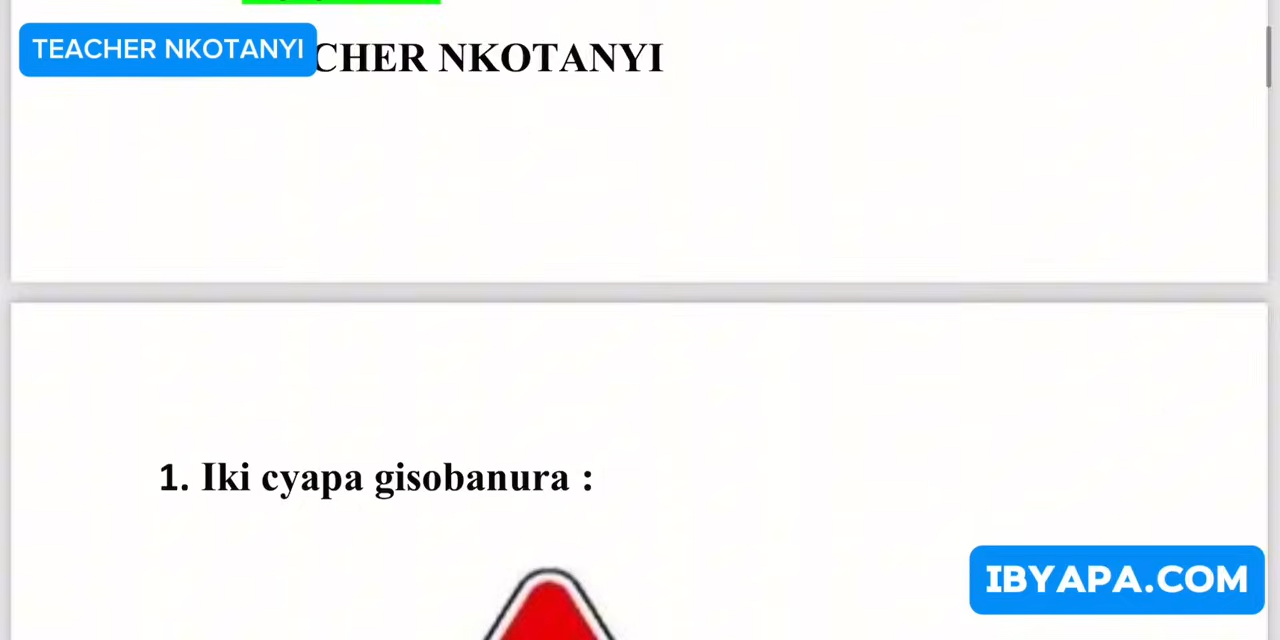 TEACHER NKOTANYI
CHER NKOTANYI
1. Iki cyapa gisobanura :
IBYAPA.COM